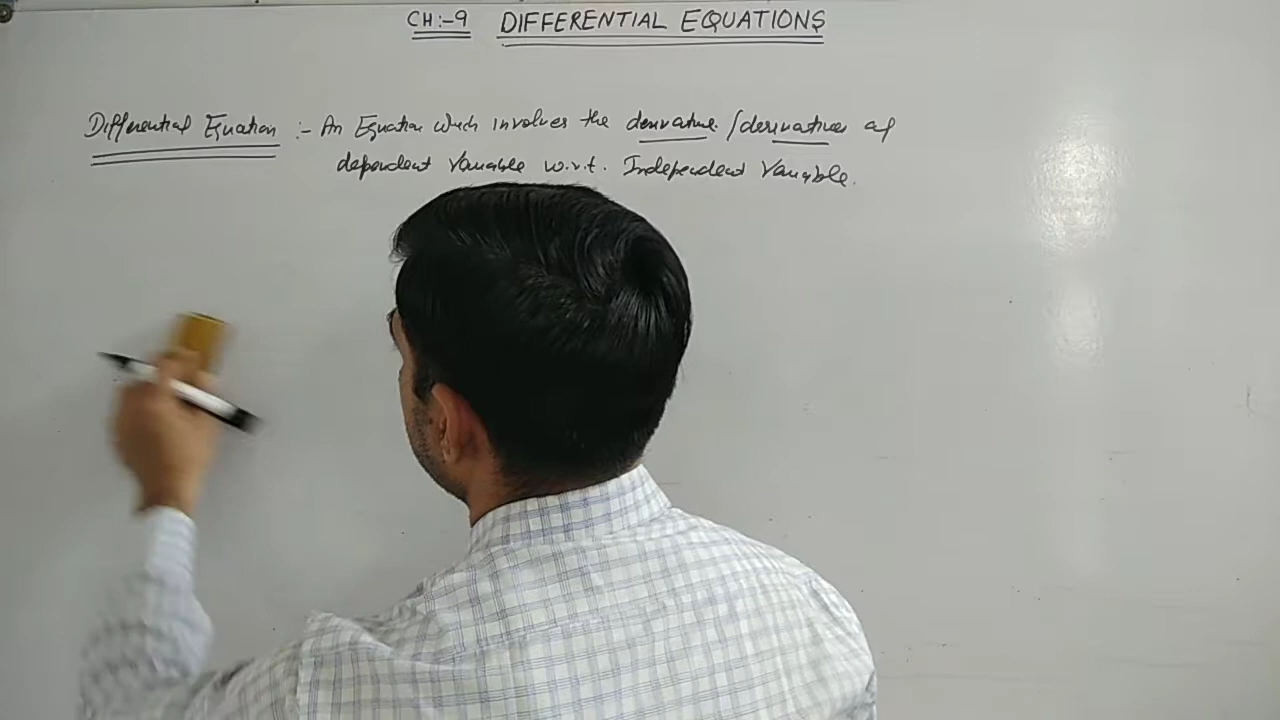 CH:-9 DIFFERENTIAL EQUATIONS
Differential Equation :- An Equation which involves the derivative / derivatives of
dependent Variable w.r.t. Independent Variable.